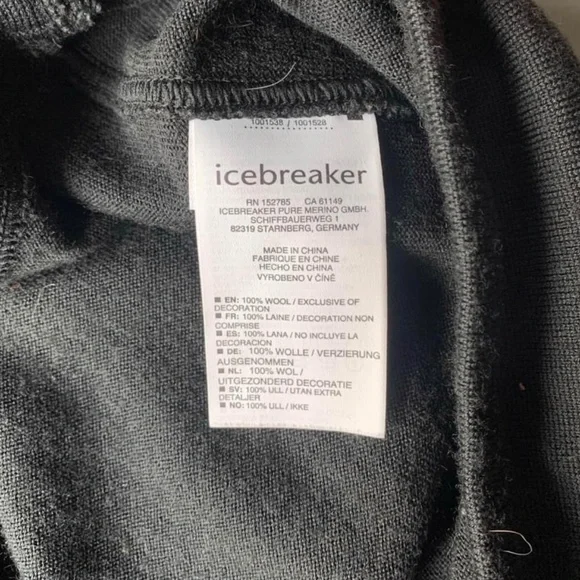 1001538 / 1001528
icebreaker
RN 152785 CA 61149
ICEBREAKER PURE MERINO GMBH.
SCHIFFBAUERWEG 1
82319 STARNBERG, GERMANY
MADE IN CHINA
FABRIQUE EN CHINE
HECHO EN CHINA
VYROBENO V ČÍNĚ
■ EN: 100% WOOL / EXCLUSIVE OF
DECORATION
■ FR: 100% LAINE / DECORATION NON
COMPRISE
■ ES: 100% LANA / NO INCLUYE LA
DECORACION
■ DE: 100% WOLLE / VERZIERUNG
AUSGENOMMEN
■ NL: 100% WOL /
UITGEZONDERD DECORATIE
■ SV: 100% ULL / UTAN EXTRA
DETALJER
■ NO: 100% ULL / IKKE